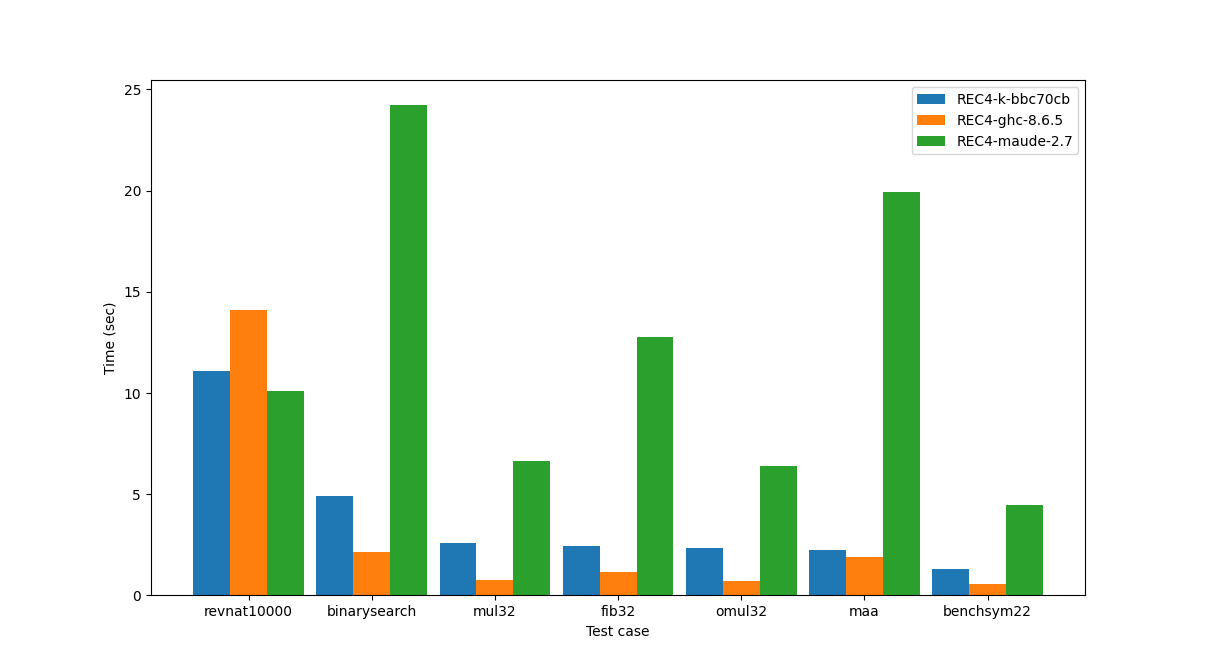 REC4-k-bbc70cb
REC4-ghc-8.6.5
REC4-maude-2.7
25
20
15
10
5
0
Time (sec)
revnat10000 binarysearch mul32 fib32 omul32 maa benchsym22
Test case